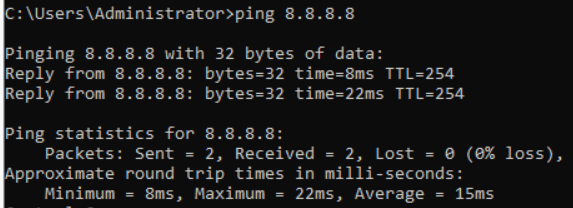 C:\Users\Administrator>ping 8.8.8.8
Pinging 8.8.8.8 with 32 bytes of data:
Reply from 8.8.8.8: bytes=32 time=8ms TTL=254
Reply from 8.8.8.8: bytes=32 time=22ms TTL=254
Ping statistics for 8.8.8.8:
    Packets: Sent = 2, Received = 2, Lost = 0 (0% loss),
Approximate round trip times in milli-seconds:
    Minimum = 8ms, Maximum = 22ms, Average = 15ms